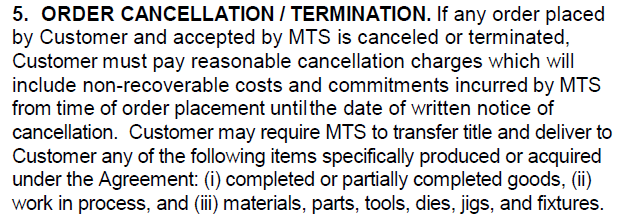 5. ORDER CANCELLATION / TERMINATION. If any order placed
by Customer and accepted by MTS is canceled or terminated,
Customer must pay reasonable cancellation charges which will
include non-recoverable costs and commitments incurred by MTS
from time of order placement until the date of written notice of
cancellation. Customer may require MTS to transfer title and deliver to
Customer any of the following items specifically produced or acquired
under the Agreement: (i) completed or partially completed goods, (ii)
work in process, and (iii) materials, parts, tools, dies, jigs, and fixtures.